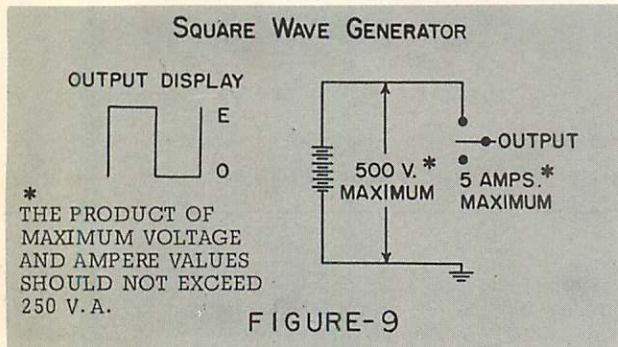 SQUARE WAVE GENERATOR
OUTPUT DISPLAY
E
O
*
THE PRODUCT OF
MAXIMUM VOLTAGE
AND AMPERE VALUES
SHOULD NOT EXCEED
250 V.A.
500 V.*
MAXIMUM
OUTPUT
5 AMPS.*
MAXIMUM
FIGURE-9